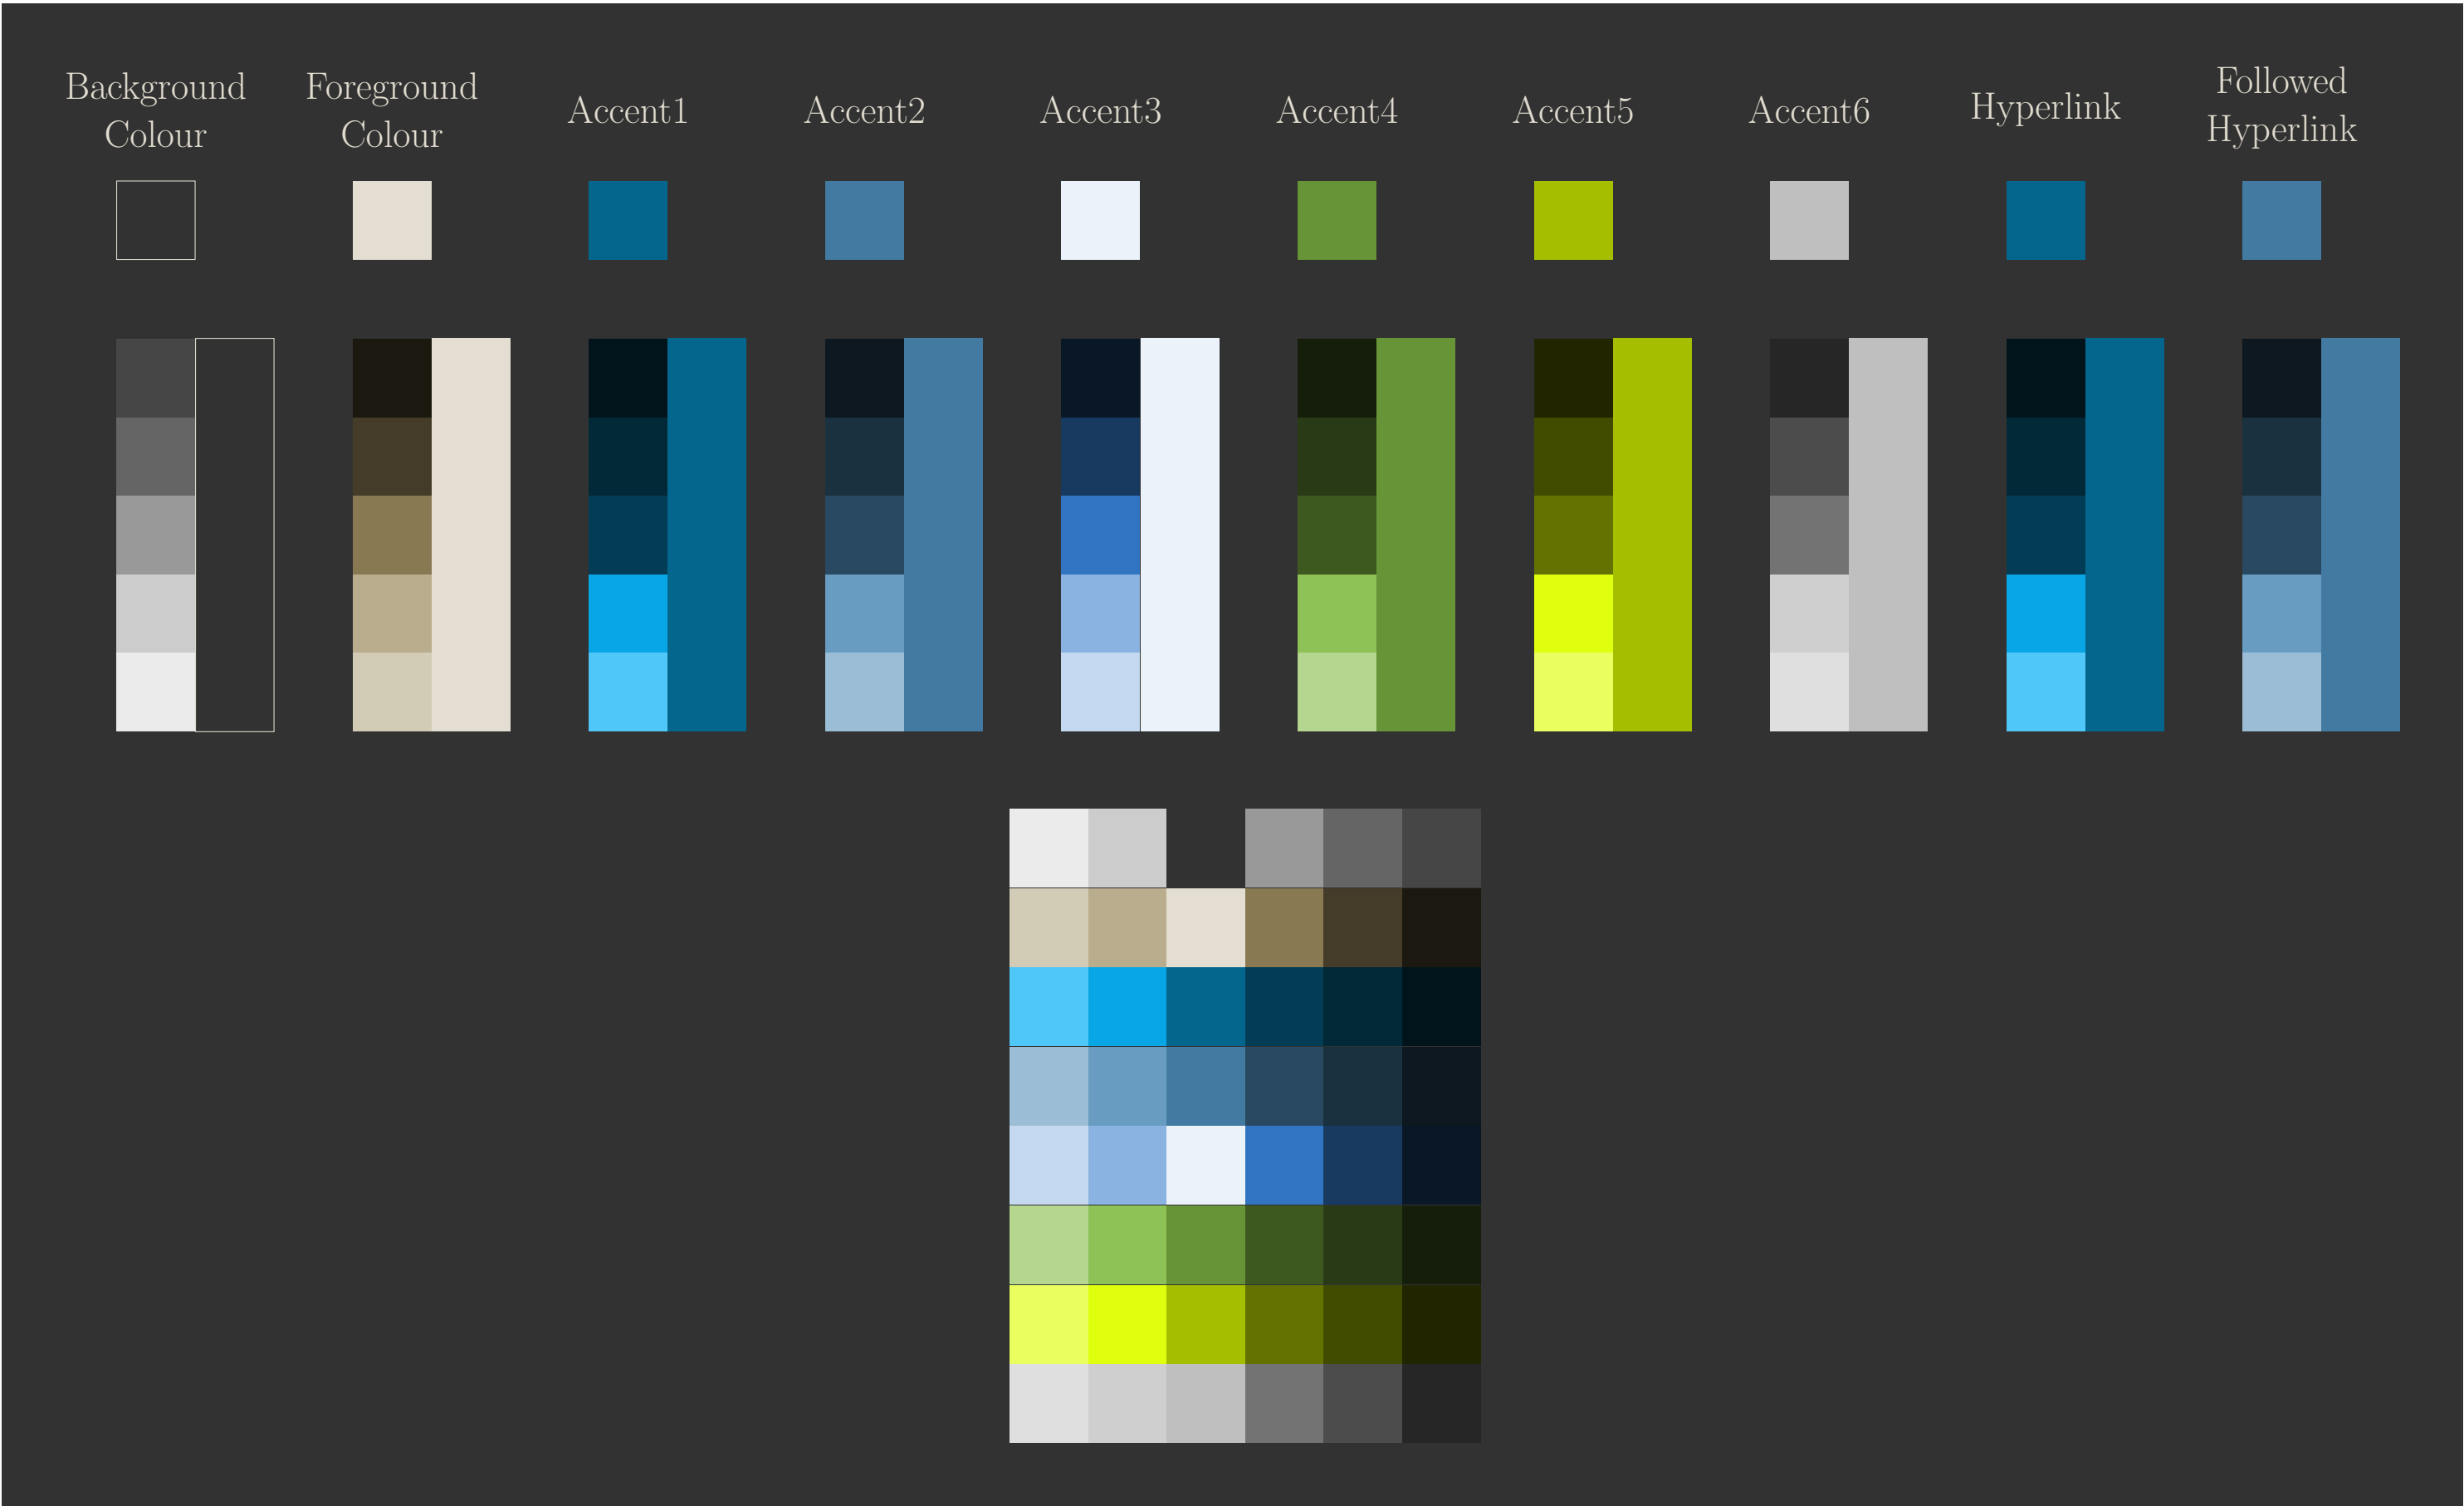 Background
Colour
Foreground
Colour
Accent1
Accent2
Accent3
Accent4
Accent5
Accent6
Hyperlink
Followed
Hyperlink